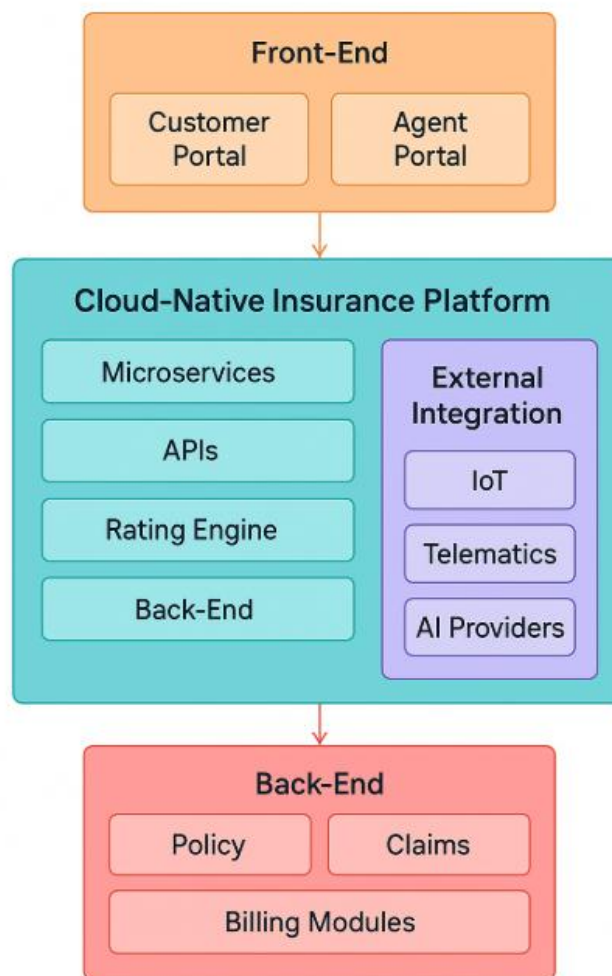 Front-End
Customer
Portal
Agent
Portal
Cloud-Native Insurance Platform
Microservices
APIs
Rating Engine
Back-End
External
Integration
IoT
Telematics
AI Providers
Back-End
Policy
Claims
Billing Modules